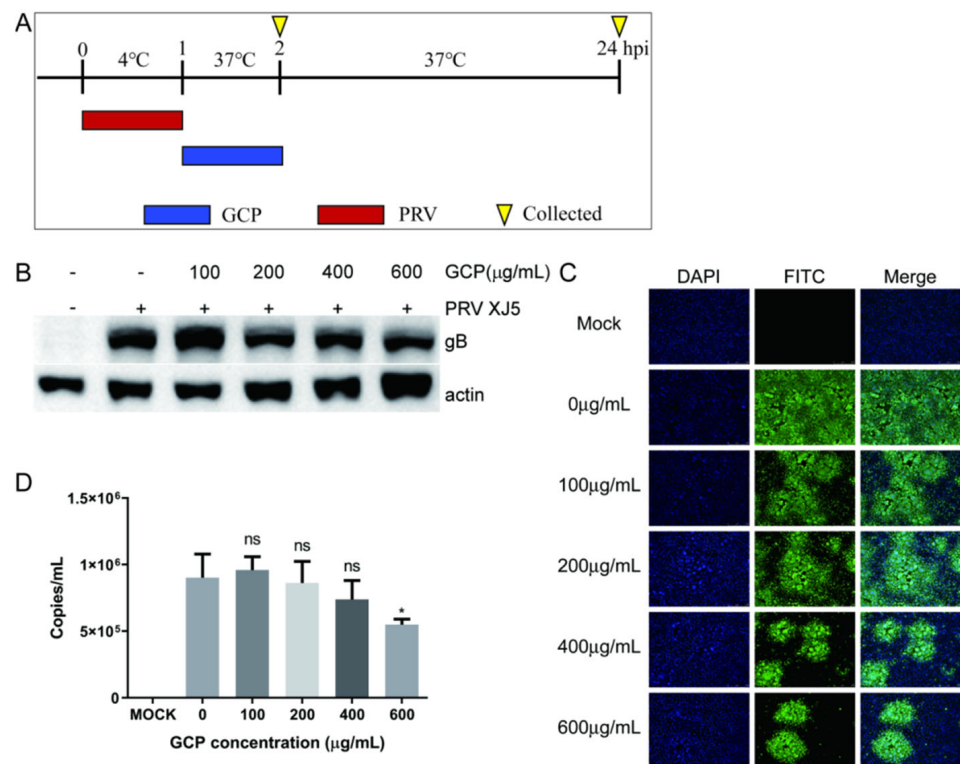 A
0 1 2 24 hpi
4°C 37°C 37°C
GCP PRV Collected
B
- - 100 200 400 600 GCP(μg/mL)
- + + + + + PRV XJ5
gB
actin
C
DAPI FITC Merge
Mock
0μg/mL
100μg/mL
200μg/mL
400μg/mL
600μg/mL
D
1.5×10⁶
1×10⁶
5×10⁵
0
Copies/mL
ns ns ns *
MOCK 0 100 200 400 600
GCP concentration (μg/mL)